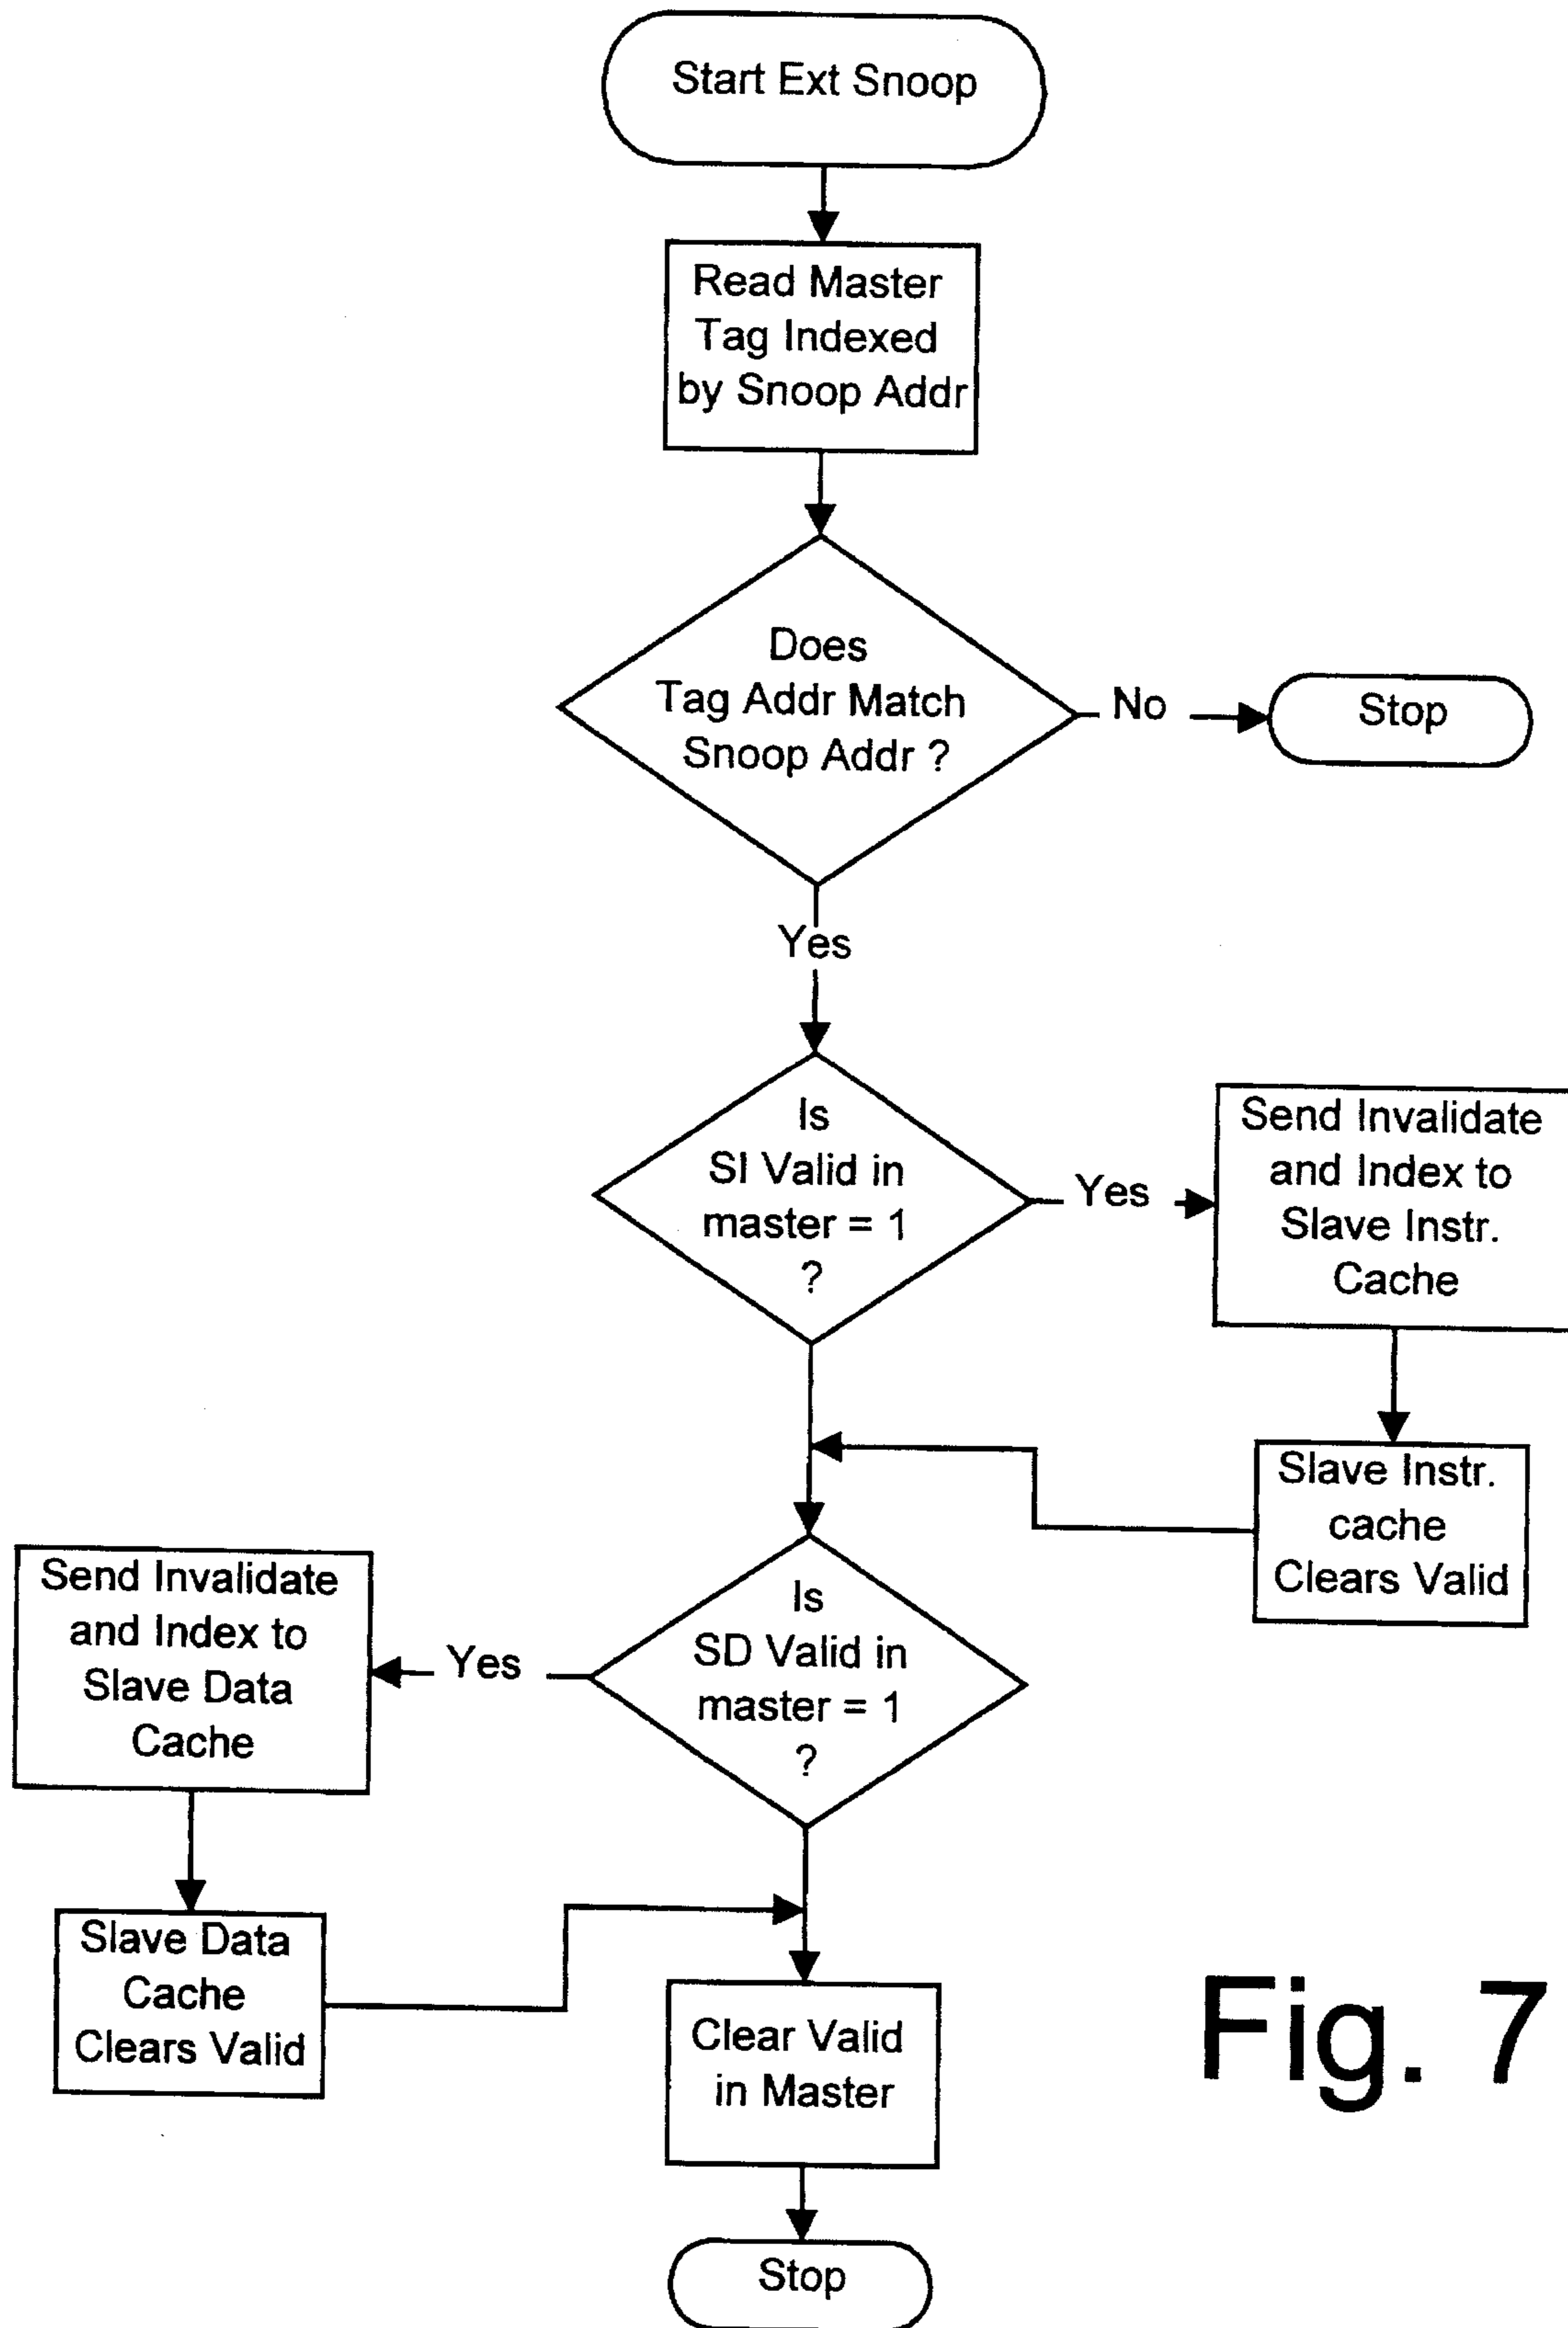 Start Ext Snoop
Read Master
Tag Indexed
by Snoop Addr
Does
Tag Addr Match
Snoop Addr ?
No
Stop
Yes
Is
SI Valid in
master = 1
?
Yes
Send Invalidate
and Index to
Slave Instr.
Cache
Slave Instr.
cache
Clears Valid
Is
SD Valid in
master = 1
?
Yes
Send Invalidate
and Index to
Slave Data
Cache
Slave Data
Cache
Clears Valid
Clear Valid
in Master
Stop
Fig. 7